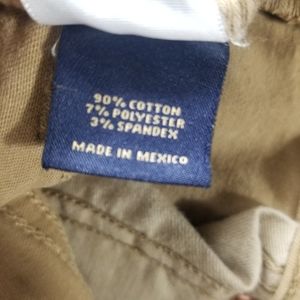 90% COTTON
7% POLYESTER
3% SPANDEX
MADE IN MEXICO